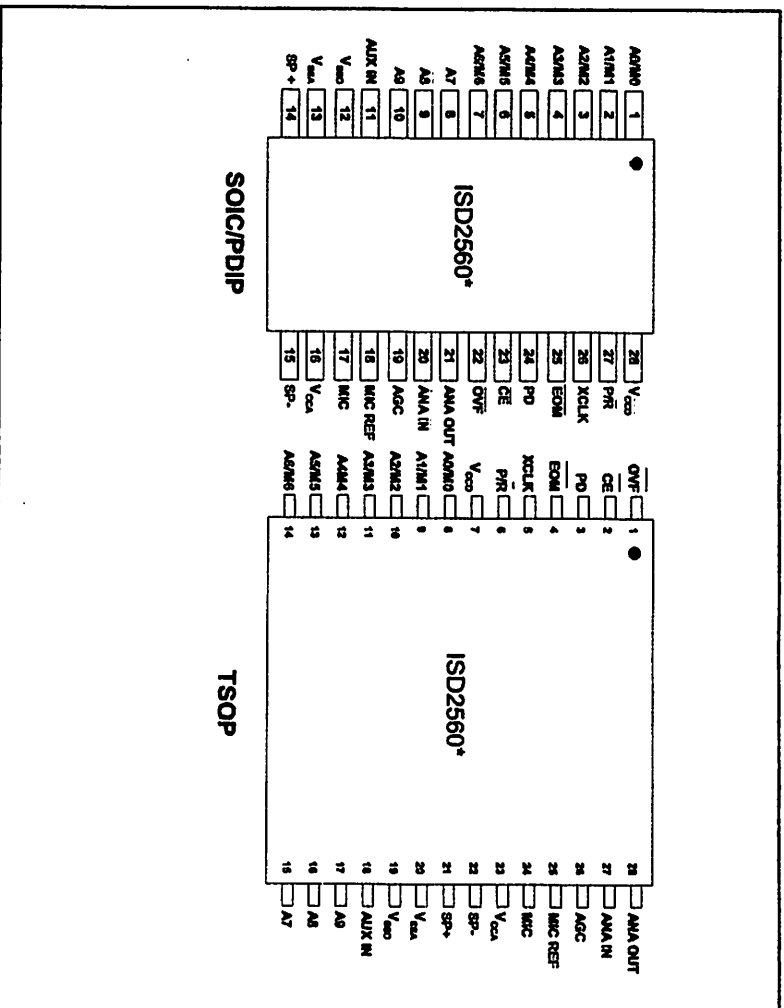 A0/M0 1
A1/M1 2
A2/M2 3
A3/M3 4
A4/M4 5
A5/M5 6
A6/M6 7
A7 8
A8 9
A9 10
AUX IN 11
VSSD 12
VSSA 13
SP+ 14
ISD2560*
28 VCCD
27 P/R
26 XCLK
25 EOM
24 PD
23 CE
22 OVF
21 ANA OUT
20 ANA IN
19 AGC
18 MIC REF
17 MIC
16 VCCA
15 SP-
SOIC/PDIP
OVF 1
CE 2
PD 3
EOM 4
XCLK 5
P/R 6
VCCD 7
A0/M0 8
A1/M1 9
A2/M2 10
A3/M3 11
A4M4 12
A5/M5 13
A6/M6 14
ISD2560*
28 ANA OUT
27 ANA IN
26 AGC
25 MIC REF
24 MIC
23 VCCA
22 SP-
21 SP+
20 VSSA
19 VSSD
18 AUX IN
17 A9
16 A8
15 A7
TSOP